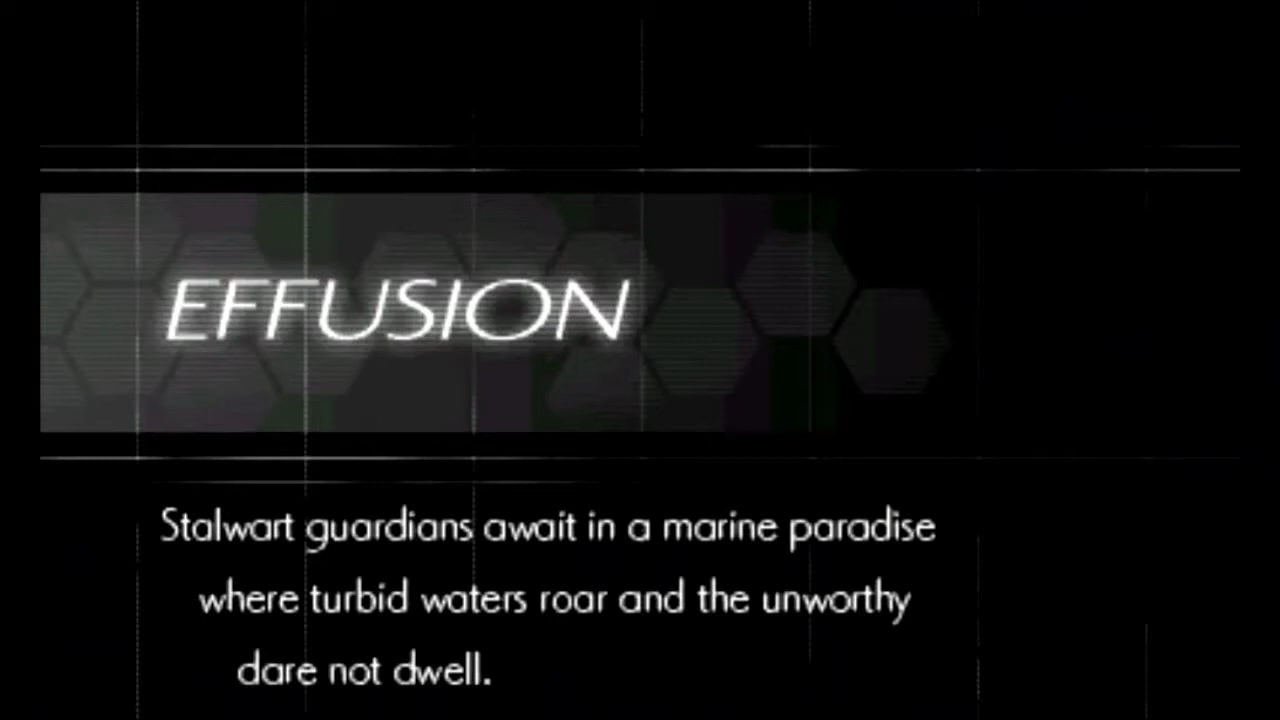 EFFUSION
Stalwart guardians await in a marine paradise
where turbid waters roar and the unworthy
dare not dwell.